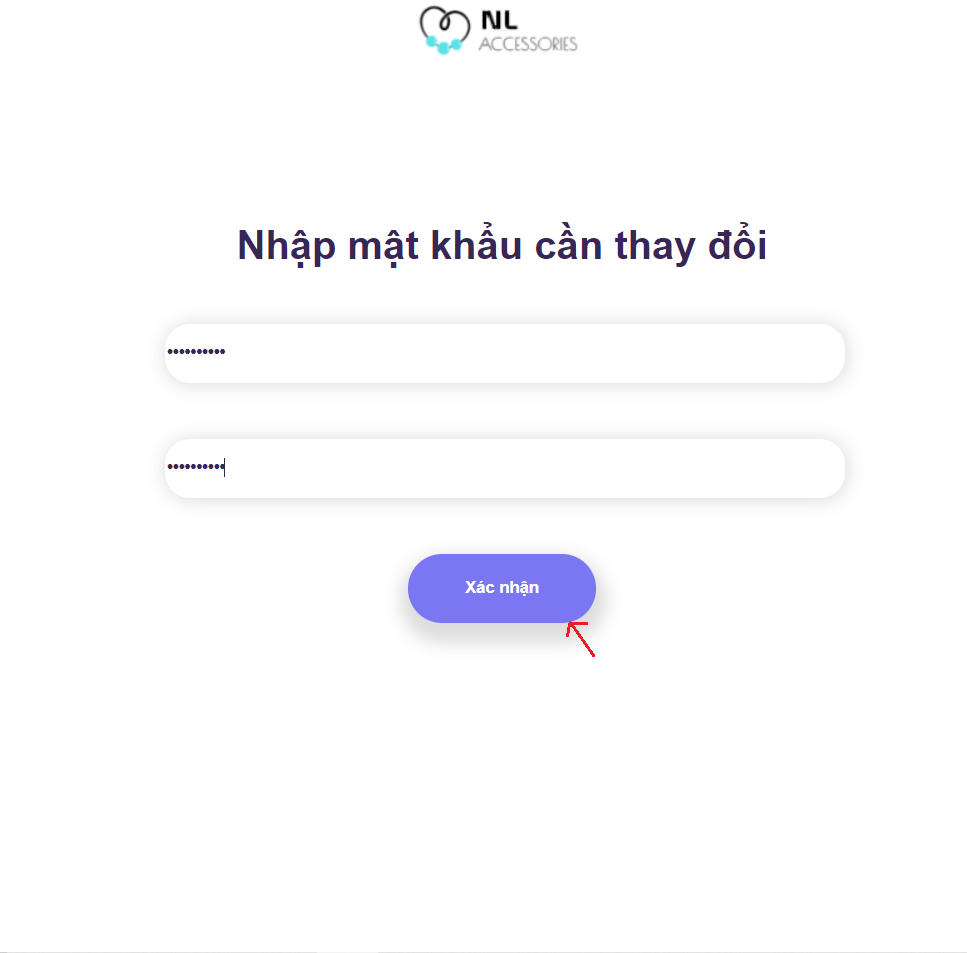 NL
ACCESSORIES
Nhập mật khẩu cần thay đổi
••••••••••
••••••••••
Xác nhận